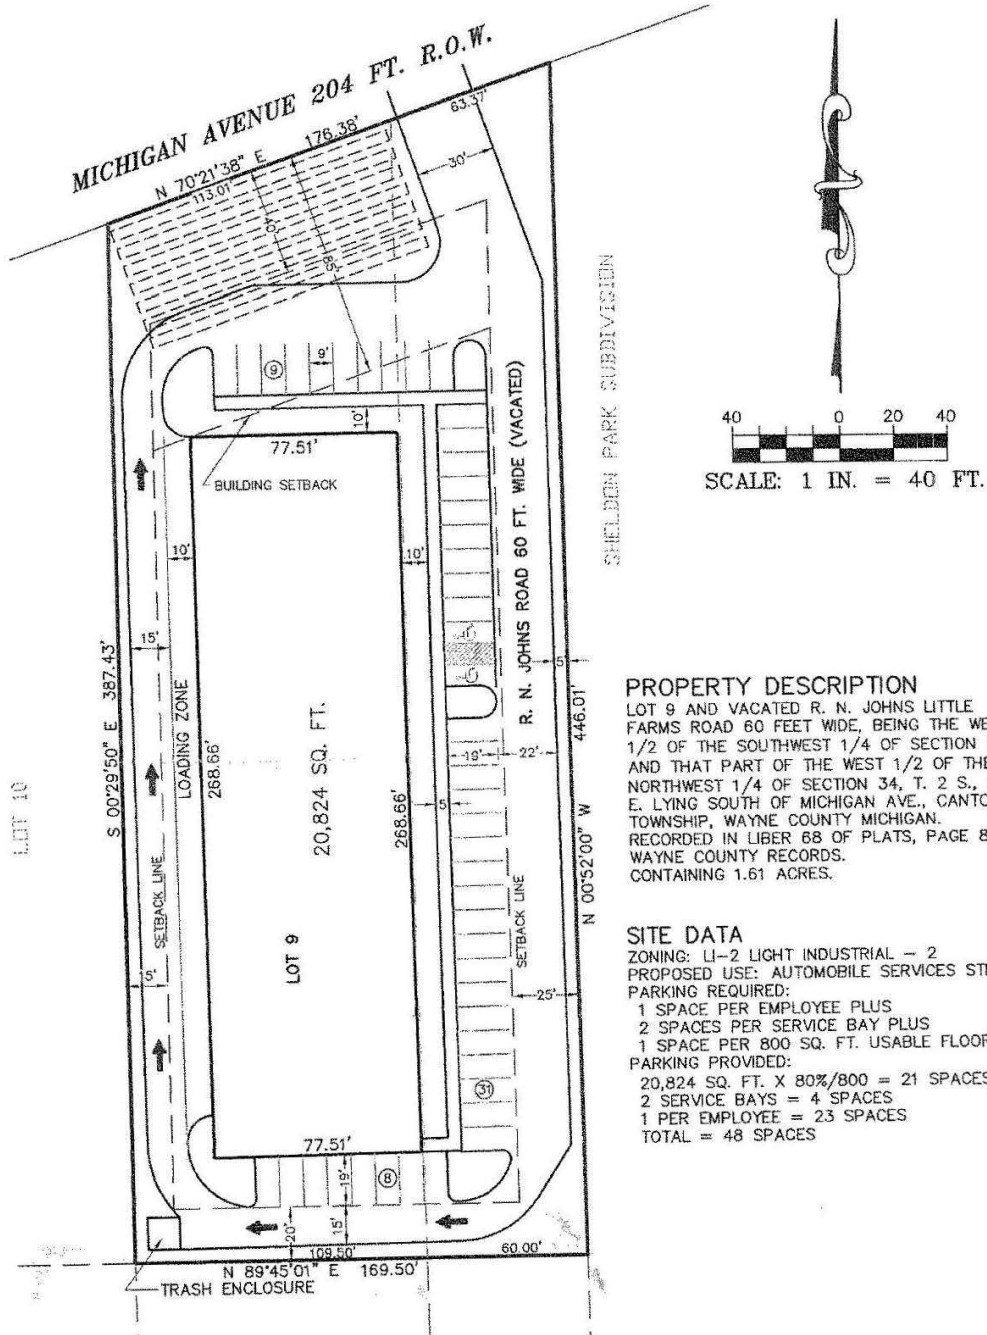 MICHIGAN AVENUE 204 FT. R.O.W.
N 70°21'38" E 176.38'
113.01'
63.37'
30'
40'
85'
9
9'
10'
77.51'
BUILDING SETBACK
10'
10'
R. N. JOHNS ROAD 60 FT. WIDE (VACATED)
SHELDON PARK SUBDIVISION
40 0 20 40
SCALE: 1 IN. = 40 FT.
LOT 10
S 00°29'50" E 387.43'
15'
LOADING ZONE
268.66'
20,824 SQ. FT.
268.66'
5'
19'
22'
5'
446.01'
N 00°52'00" W
SETBACK LINE
SETBACK LINE
LOT 9
5'
25'
31
77.51'
19'
8
20'
15'
109.50'
60.00'
N 89°45'01" E 169.50'
TRASH ENCLOSURE
PROPERTY DESCRIPTION
LOT 9 AND VACATED R. N. JOHNS LITTLE
FARMS ROAD 60 FEET WIDE, BEING THE
1/2 OF THE SOUTHWEST 1/4 OF SECTION
AND THAT PART OF THE WEST 1/2 OF THE
NORTHWEST 1/4 OF SECTION 34, T. 2 S.,
E. LYING SOUTH OF MICHIGAN AVE.,
TOWNSHIP, WAYNE COUNTY MICHIGAN.
RECORDED IN LIBER 68 OF PLATS, PAGE
WAYNE COUNTY RECORDS.
CONTAINING 1.61 ACRES.
SITE DATA
ZONING: LI-2 LIGHT INDUSTRIAL - 2
PROPOSED USE: AUTOMOBILE SERVICES
PARKING REQUIRED:
1 SPACE PER EMPLOYEE PLUS
2 SPACES PER SERVICE BAY PLUS
1 SPACE PER 800 SQ. FT. USABLE FLOOR
PARKING PROVIDED:
20,824 SQ. FT. X 80%/800 = 21 SPACES
2 SERVICE BAYS = 4 SPACES
1 PER EMPLOYEE = 23 SPACES
TOTAL = 48 SPACES